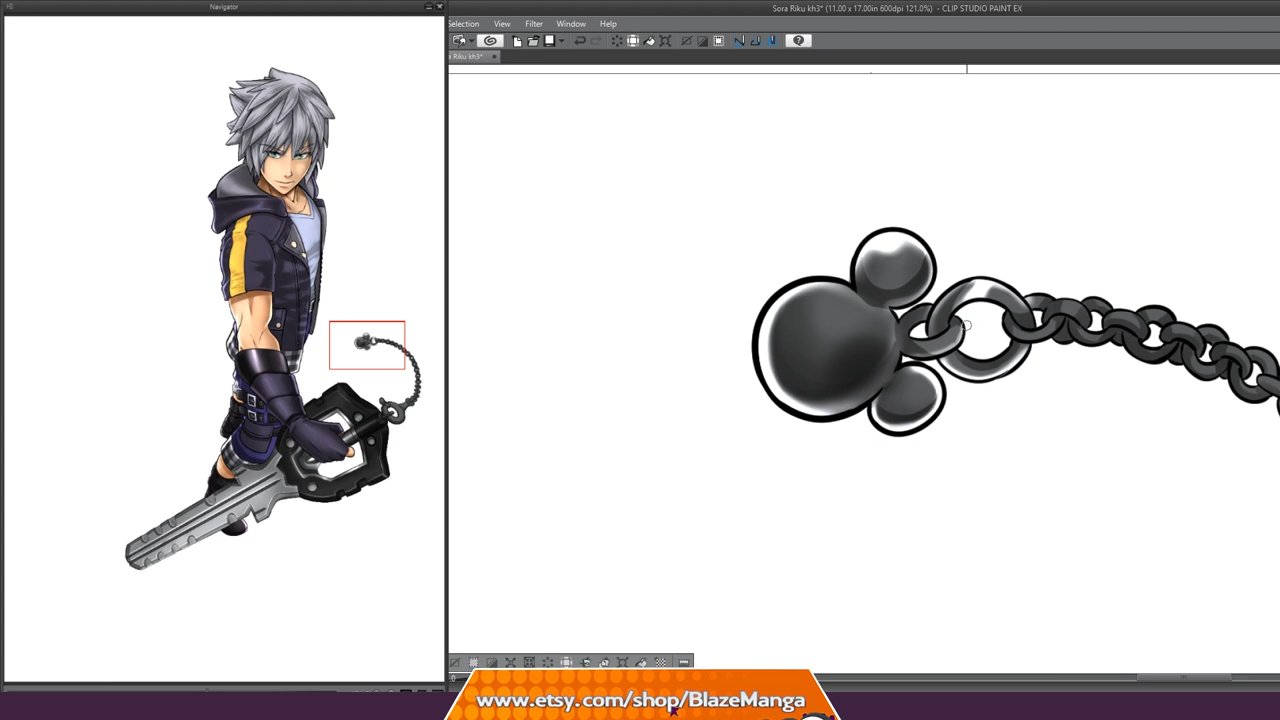 Navigator
Sora Riku kh3* (11.00 x 17.00in 600dpi 121.0%) - CLIP STUDIO PAINT EX
Selection View Filter Window Help
Riku kh3*
www.etsy.com/shop/BlazeManga